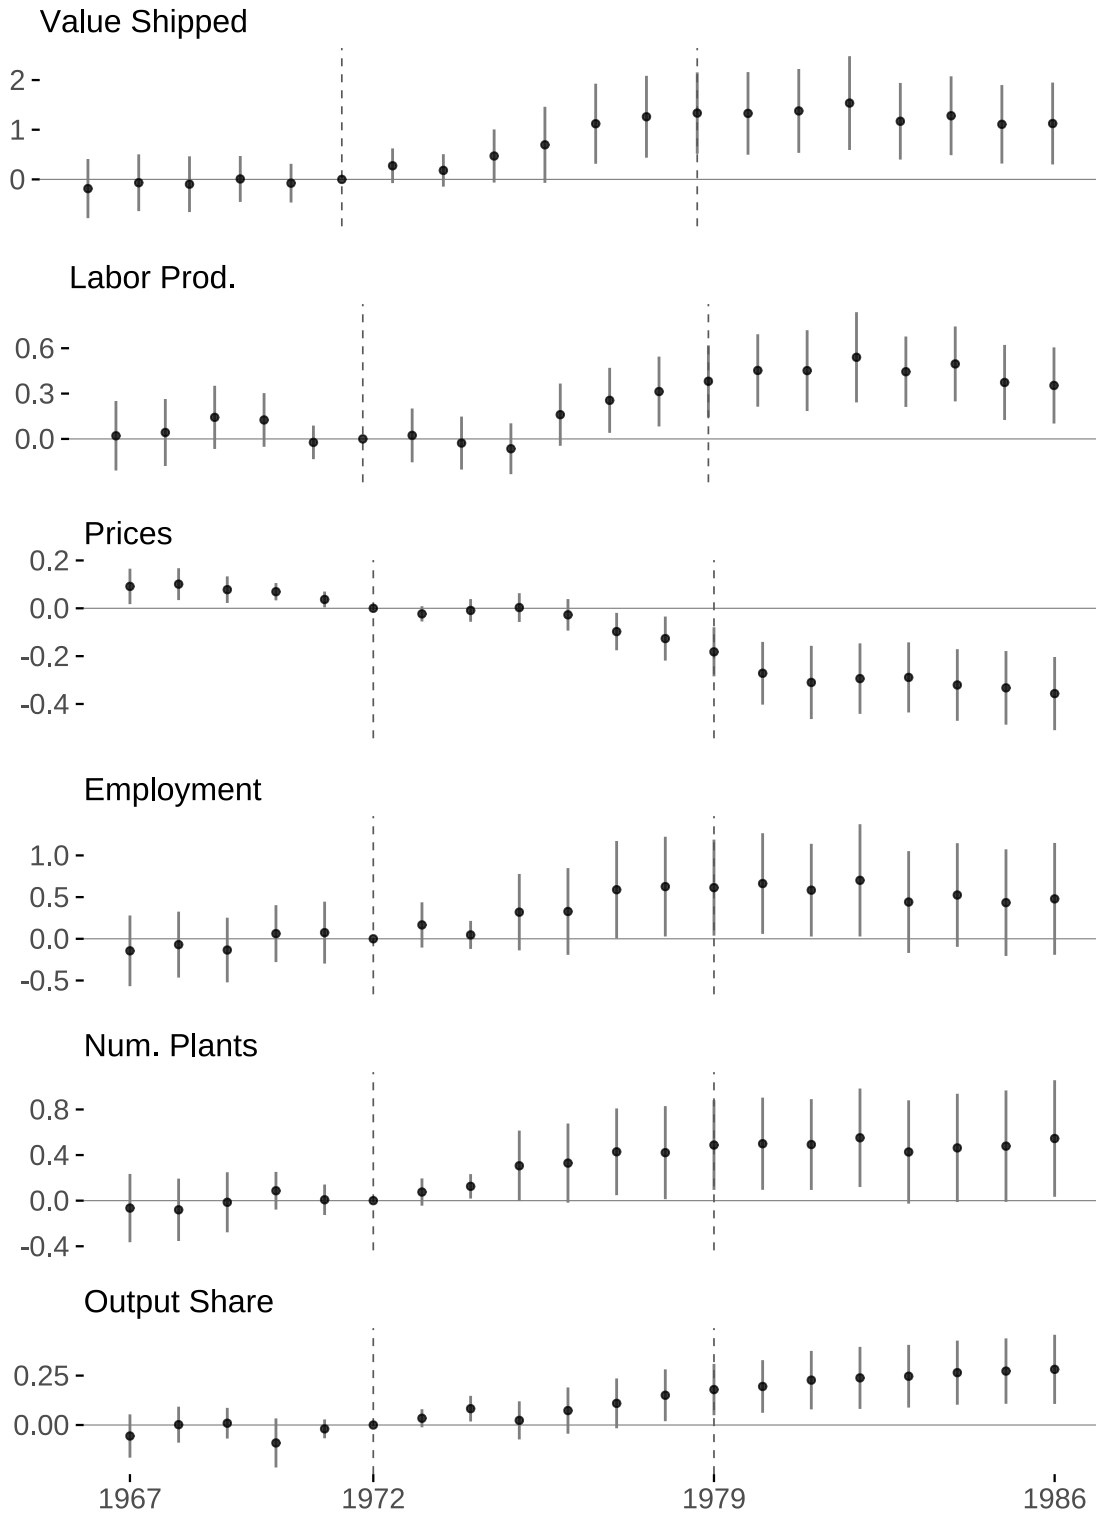 Value Shipped
2
1
0
Labor Prod.
0.6
0.3
0.0
Prices
0.2
0.0
-0.2
-0.4
Employment
1.0
0.5
0.0
-0.5
Num. Plants
0.8
0.4
0.0
-0.4
Output Share
0.25
0.00
1967 1972 1979 1986